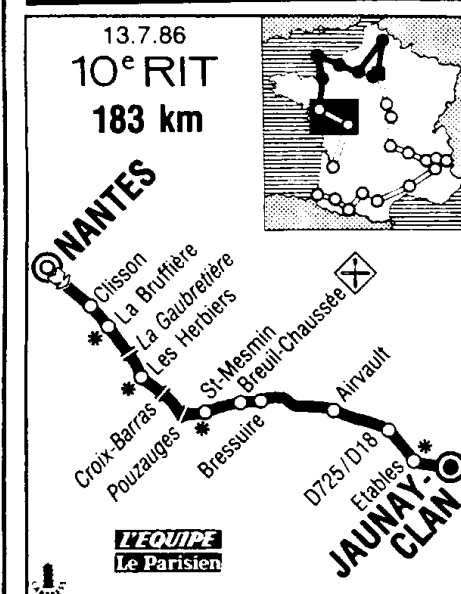 13.7.86
10e RIT
183 km
NANTES
Clisson
La Bruffière
La Gaubretière
Les Herbiers
Croix-Barras
Pouzauges
St-Mesmin
Breuil-Chaussée
Bressuire
Airvault
D725/D18
Etables
JAUNAY-
CLAN
L'EQUIPE
Le Parisien